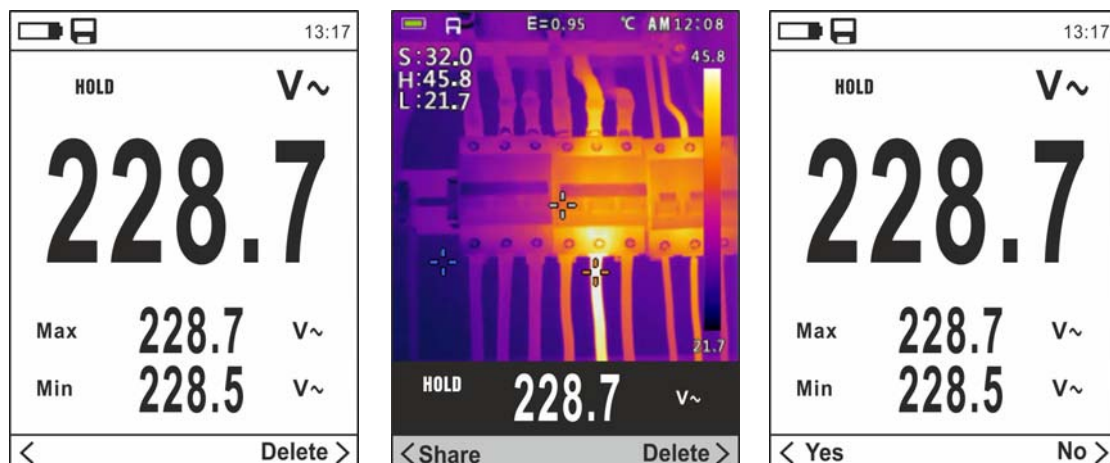 13:17
HOLD V~
228.7
Max 228.7 V~
Min 228.5 V~
< Delete >
E=0.95 ℃ AM 12:08
S:32.0
H:45.8
L:21.7
45.8
21.7
HOLD 228.7 V~
<Share Delete >
13:17
HOLD V~
228.7
Max 228.7 V~
Min 228.5 V~
< Yes No >